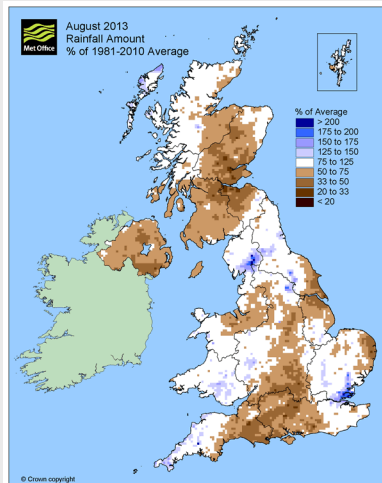 Met Office
August 2013
Rainfall Amount
% of 1981-2010 Average
% of Average
> 200
175 to 200
150 to 175
125 to 150
75 to 125
50 to 75
33 to 50
20 to 33
< 20
© Crown copyright